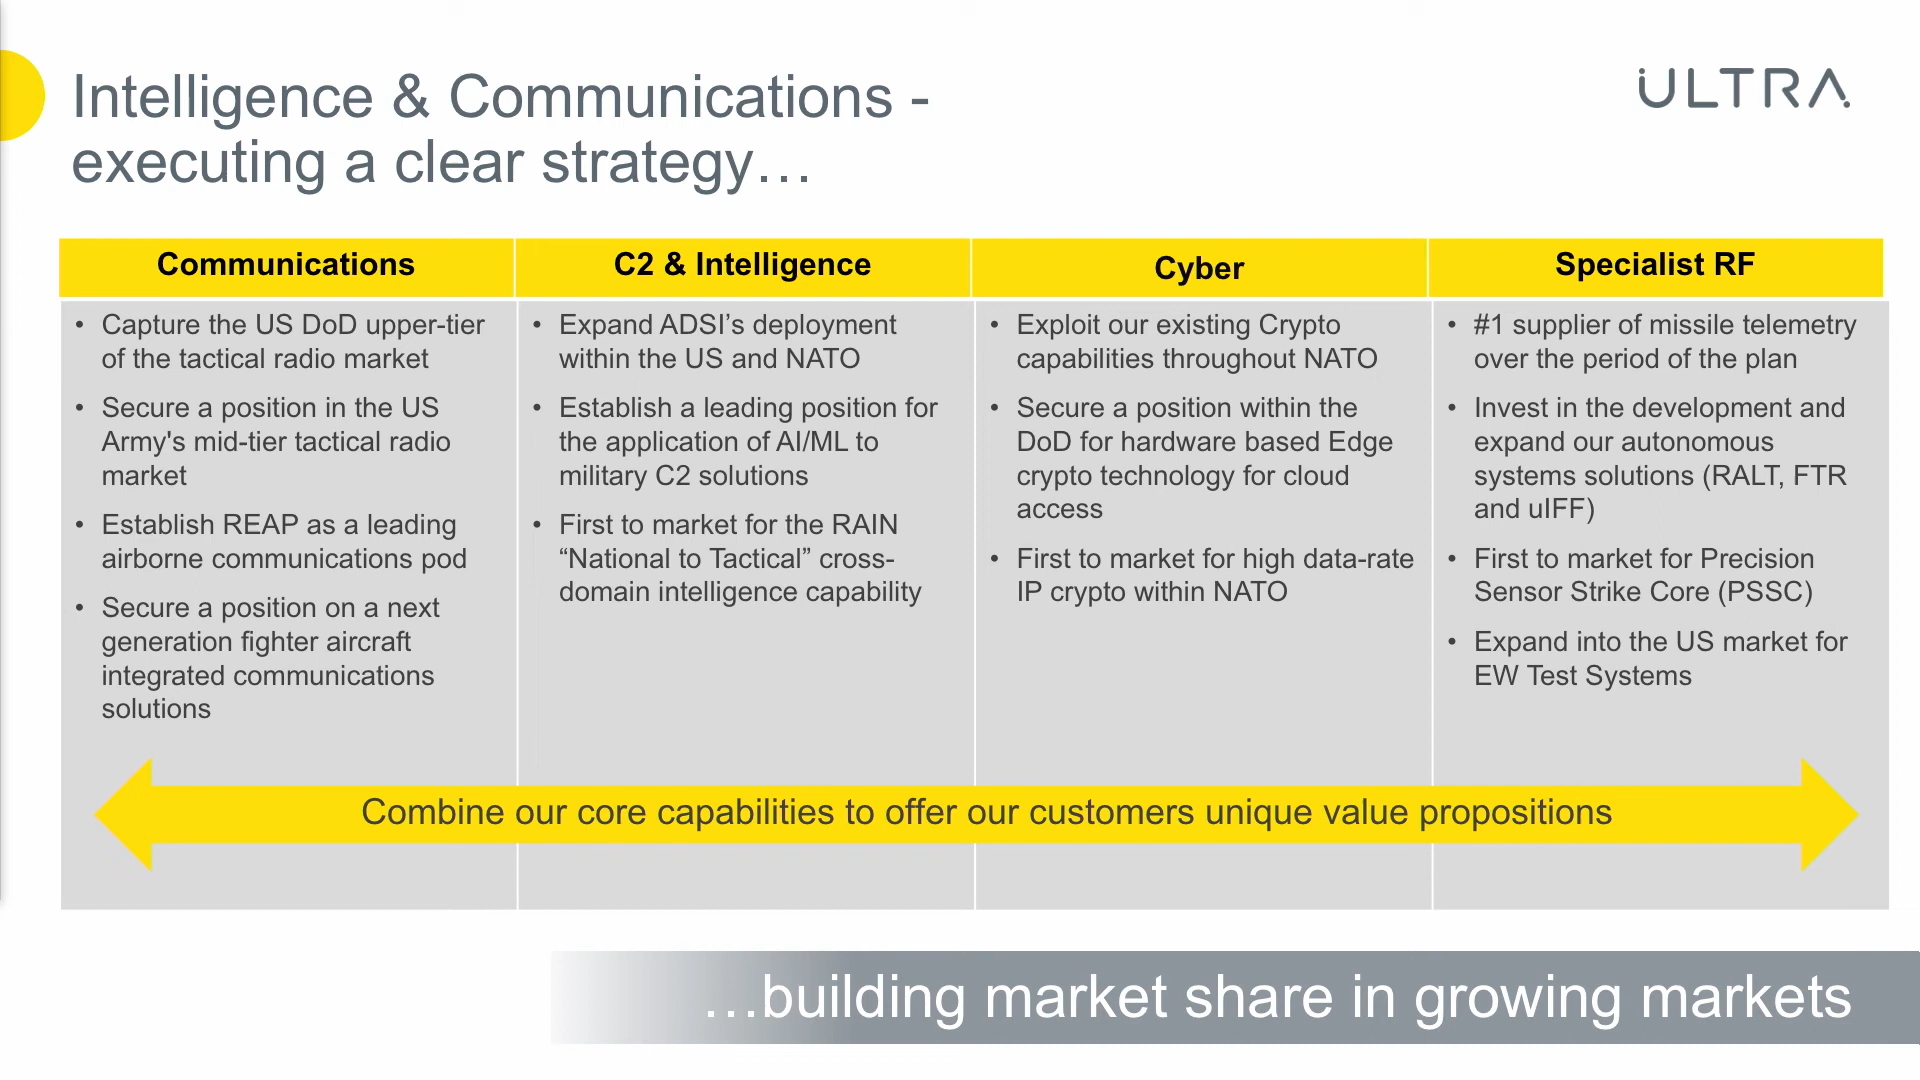 Intelligence & Communications -
executing a clear strategy…
ULTRA
Communications
Capture the US DoD upper-tier
of the tactical radio market
Secure a position in the US
Army's mid-tier tactical radio
market
Establish REAP as a leading
airborne communications pod
Secure a position on a next
generation fighter aircraft
integrated communications
solutions
C2 & Intelligence
Expand ADSI’s deployment
within the US and NATO
Establish a leading position for
the application of AI/ML to
military C2 solutions
First to market for the RAIN
“National to Tactical” cross-
domain intelligence capability
Cyber
Exploit our existing Crypto
capabilities throughout NATO
Secure a position within the
DoD for hardware based Edge
crypto technology for cloud
access
First to market for high data-rate
IP crypto within NATO
Specialist RF
#1 supplier of missile telemetry
over the period of the plan
Invest in the development and
expand our autonomous
systems solutions (RALT, FTR
and uIFF)
First to market for Precision
Sensor Strike Core (PSSC)
Expand into the US market for
EW Test Systems
Combine our core capabilities to offer our customers unique value propositions
…building market share in growing markets